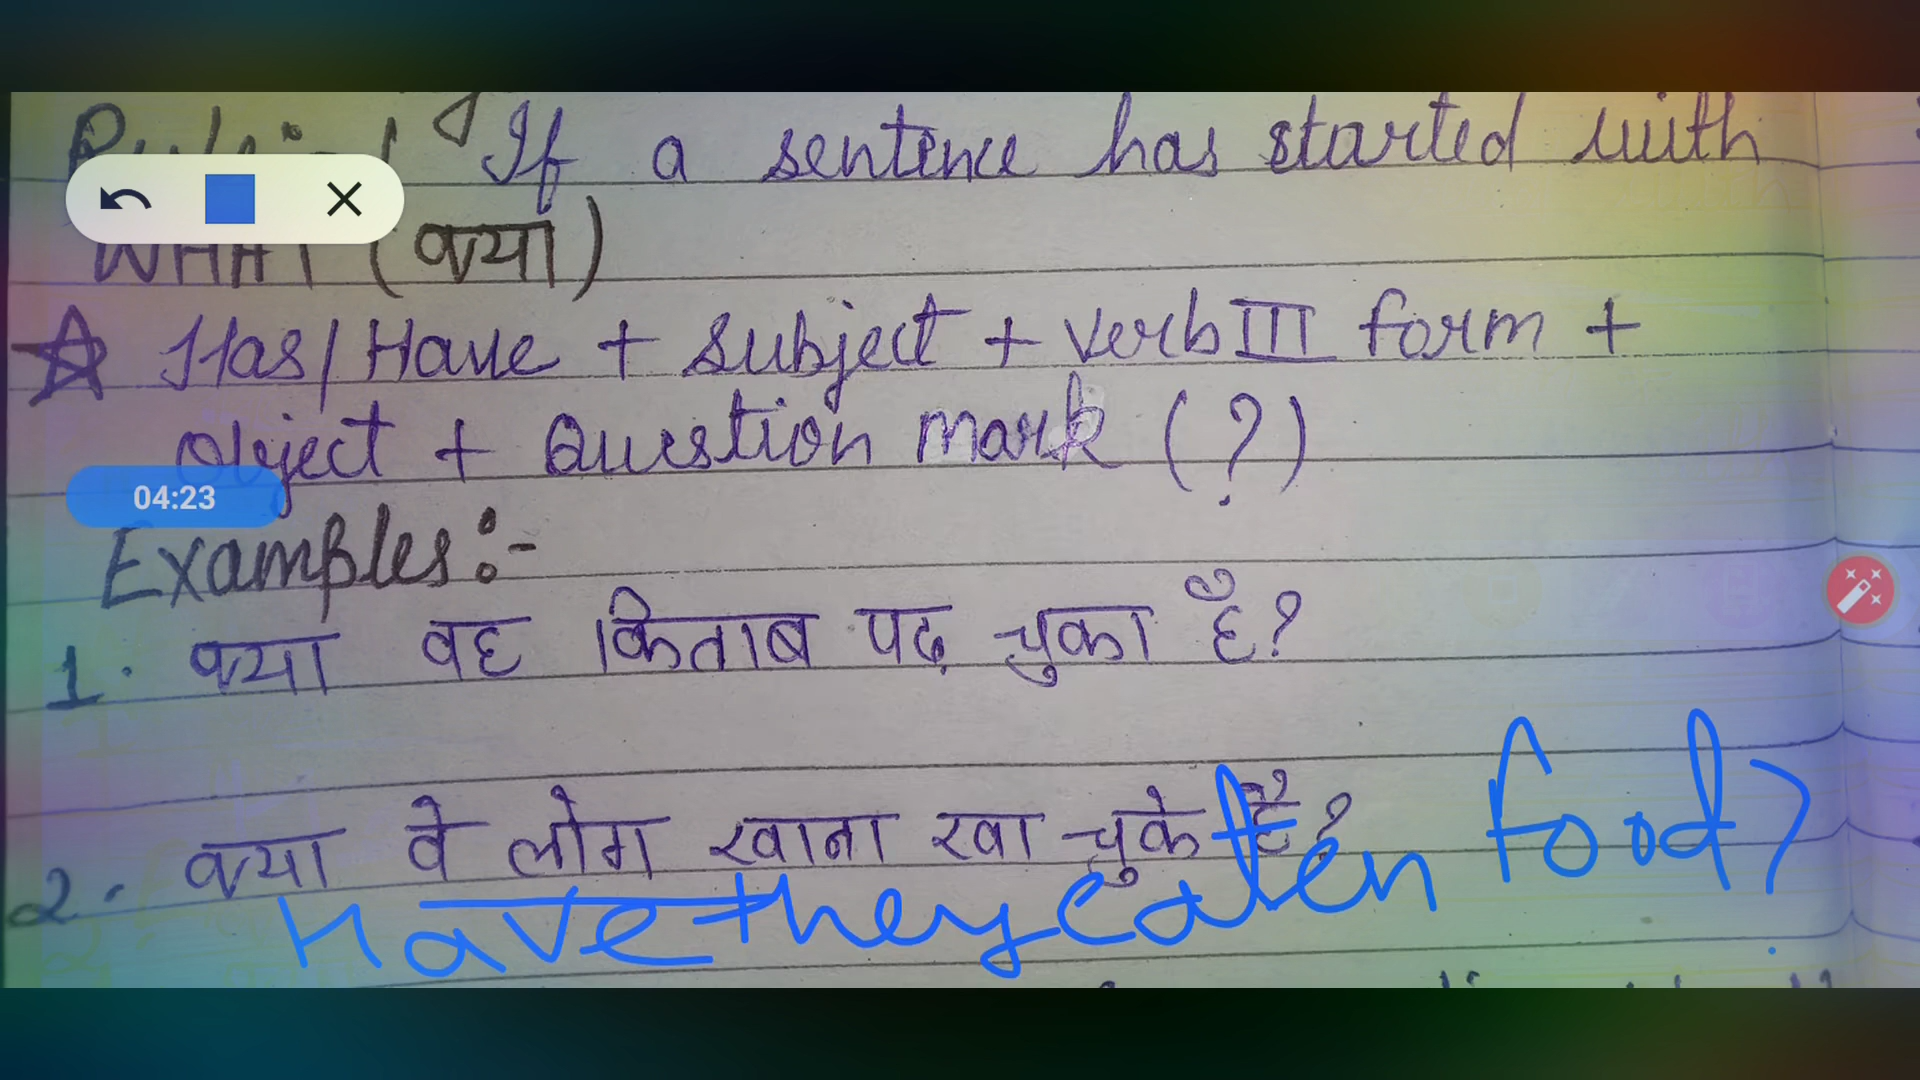 If a sentence has started with
WHAT (क्या)
Has/Have + Subject + Verb III form +
Object + Question mark (?)
04:23
Examples:-
1. क्या वह किताब पढ़ चुका है?
2. क्या वे लोग खाना खा चुके हैं?
Have they eaten food?